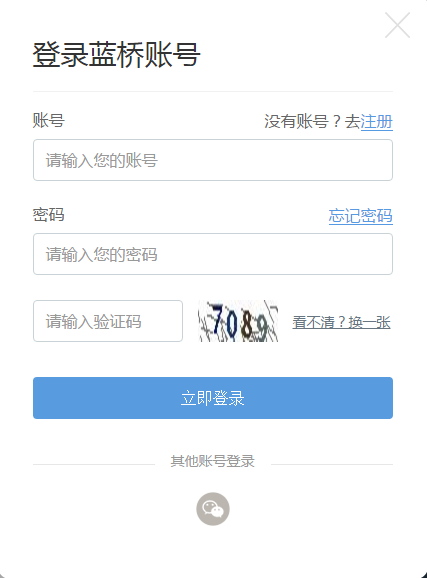 登录蓝桥账号
账号 没有账号？去注册
请输入您的账号
密码 忘记密码
请输入您的密码
请输入验证码 7089 看不清？换一张
立即登录
其他账号登录